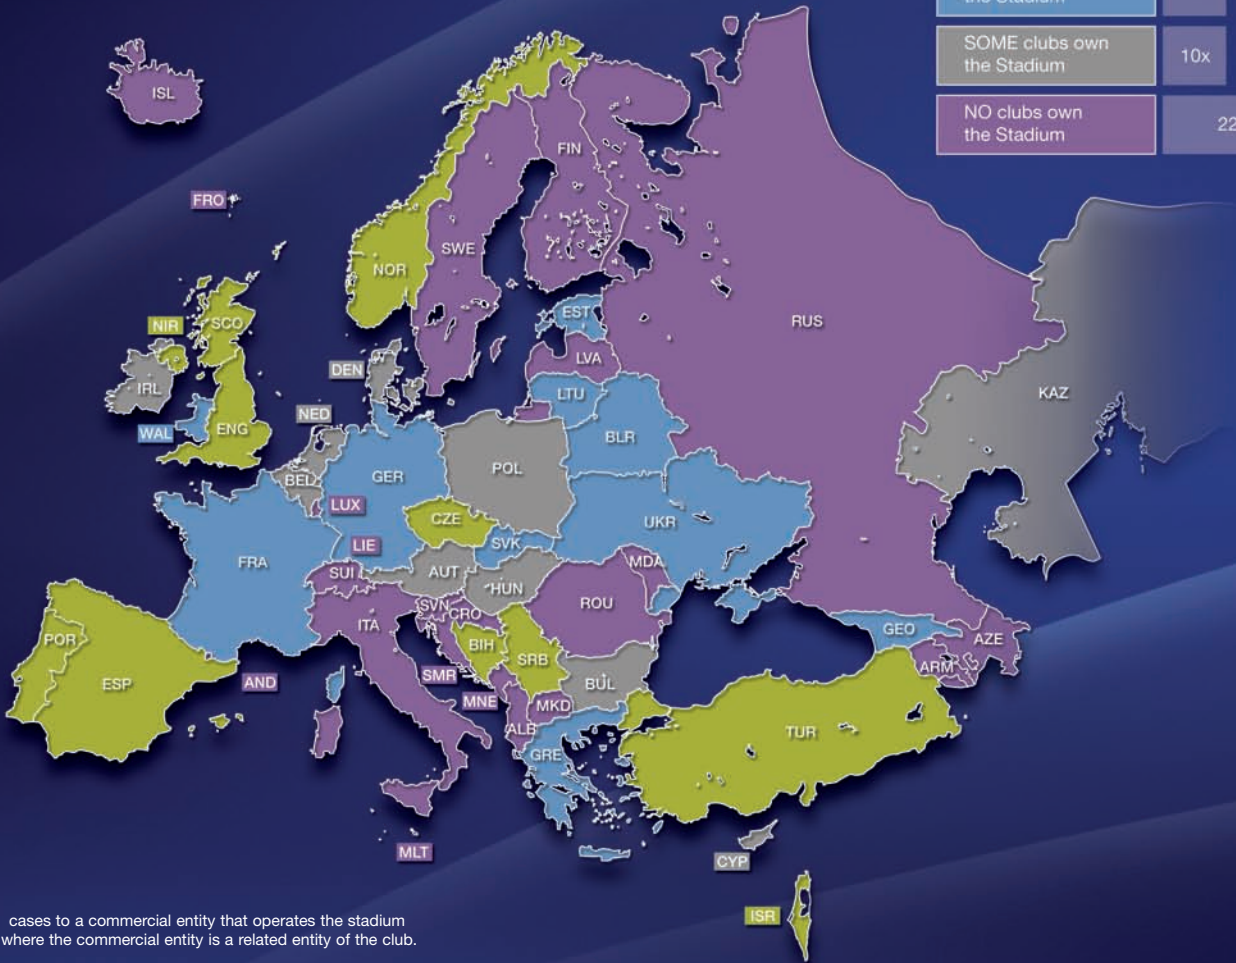 the Stadium
SOME clubs own
the Stadium
10x
NO clubs own
the Stadium
22
ISL
FIN
FRO
SWE
NOR
RUS
EST
NIR
SCO
LVA
DEN
IRL
LTU
KAZ
NED
WAL
ENG
BLR
GER
POL
BEL
LUX
CZE
UKR
LIE
SVK
FRA
MDA
SUI
AUT
HUN
SVN
CRO
ROU
ITA
GEO
POR
BIH
AZE
SRB
ARM
SMR
AND
ESP
BUL
MNE
MKD
ALB
TUR
GRE
MLT
CYP
ISR
cases to a commercial entity that operates the stadium
where the commercial entity is a related entity of the club.